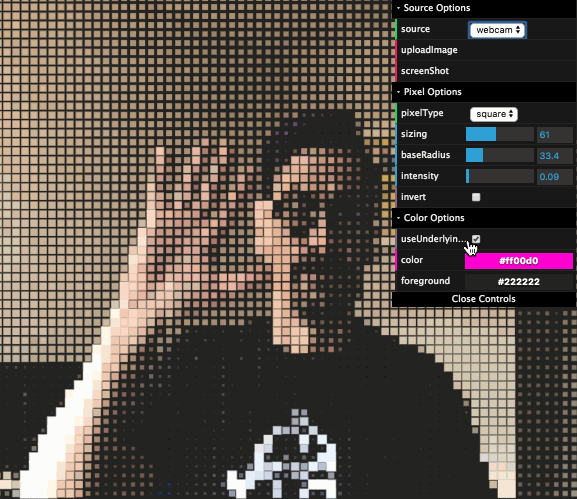 Source Options
source webcam
uploadImage
screenShot
Pixel Options
pixelType square
sizing 61
baseRadius 33.4
intensity 0.09
invert
Color Options
useUnderlyin...
color #ff00d0
foreground #222222
Close Controls